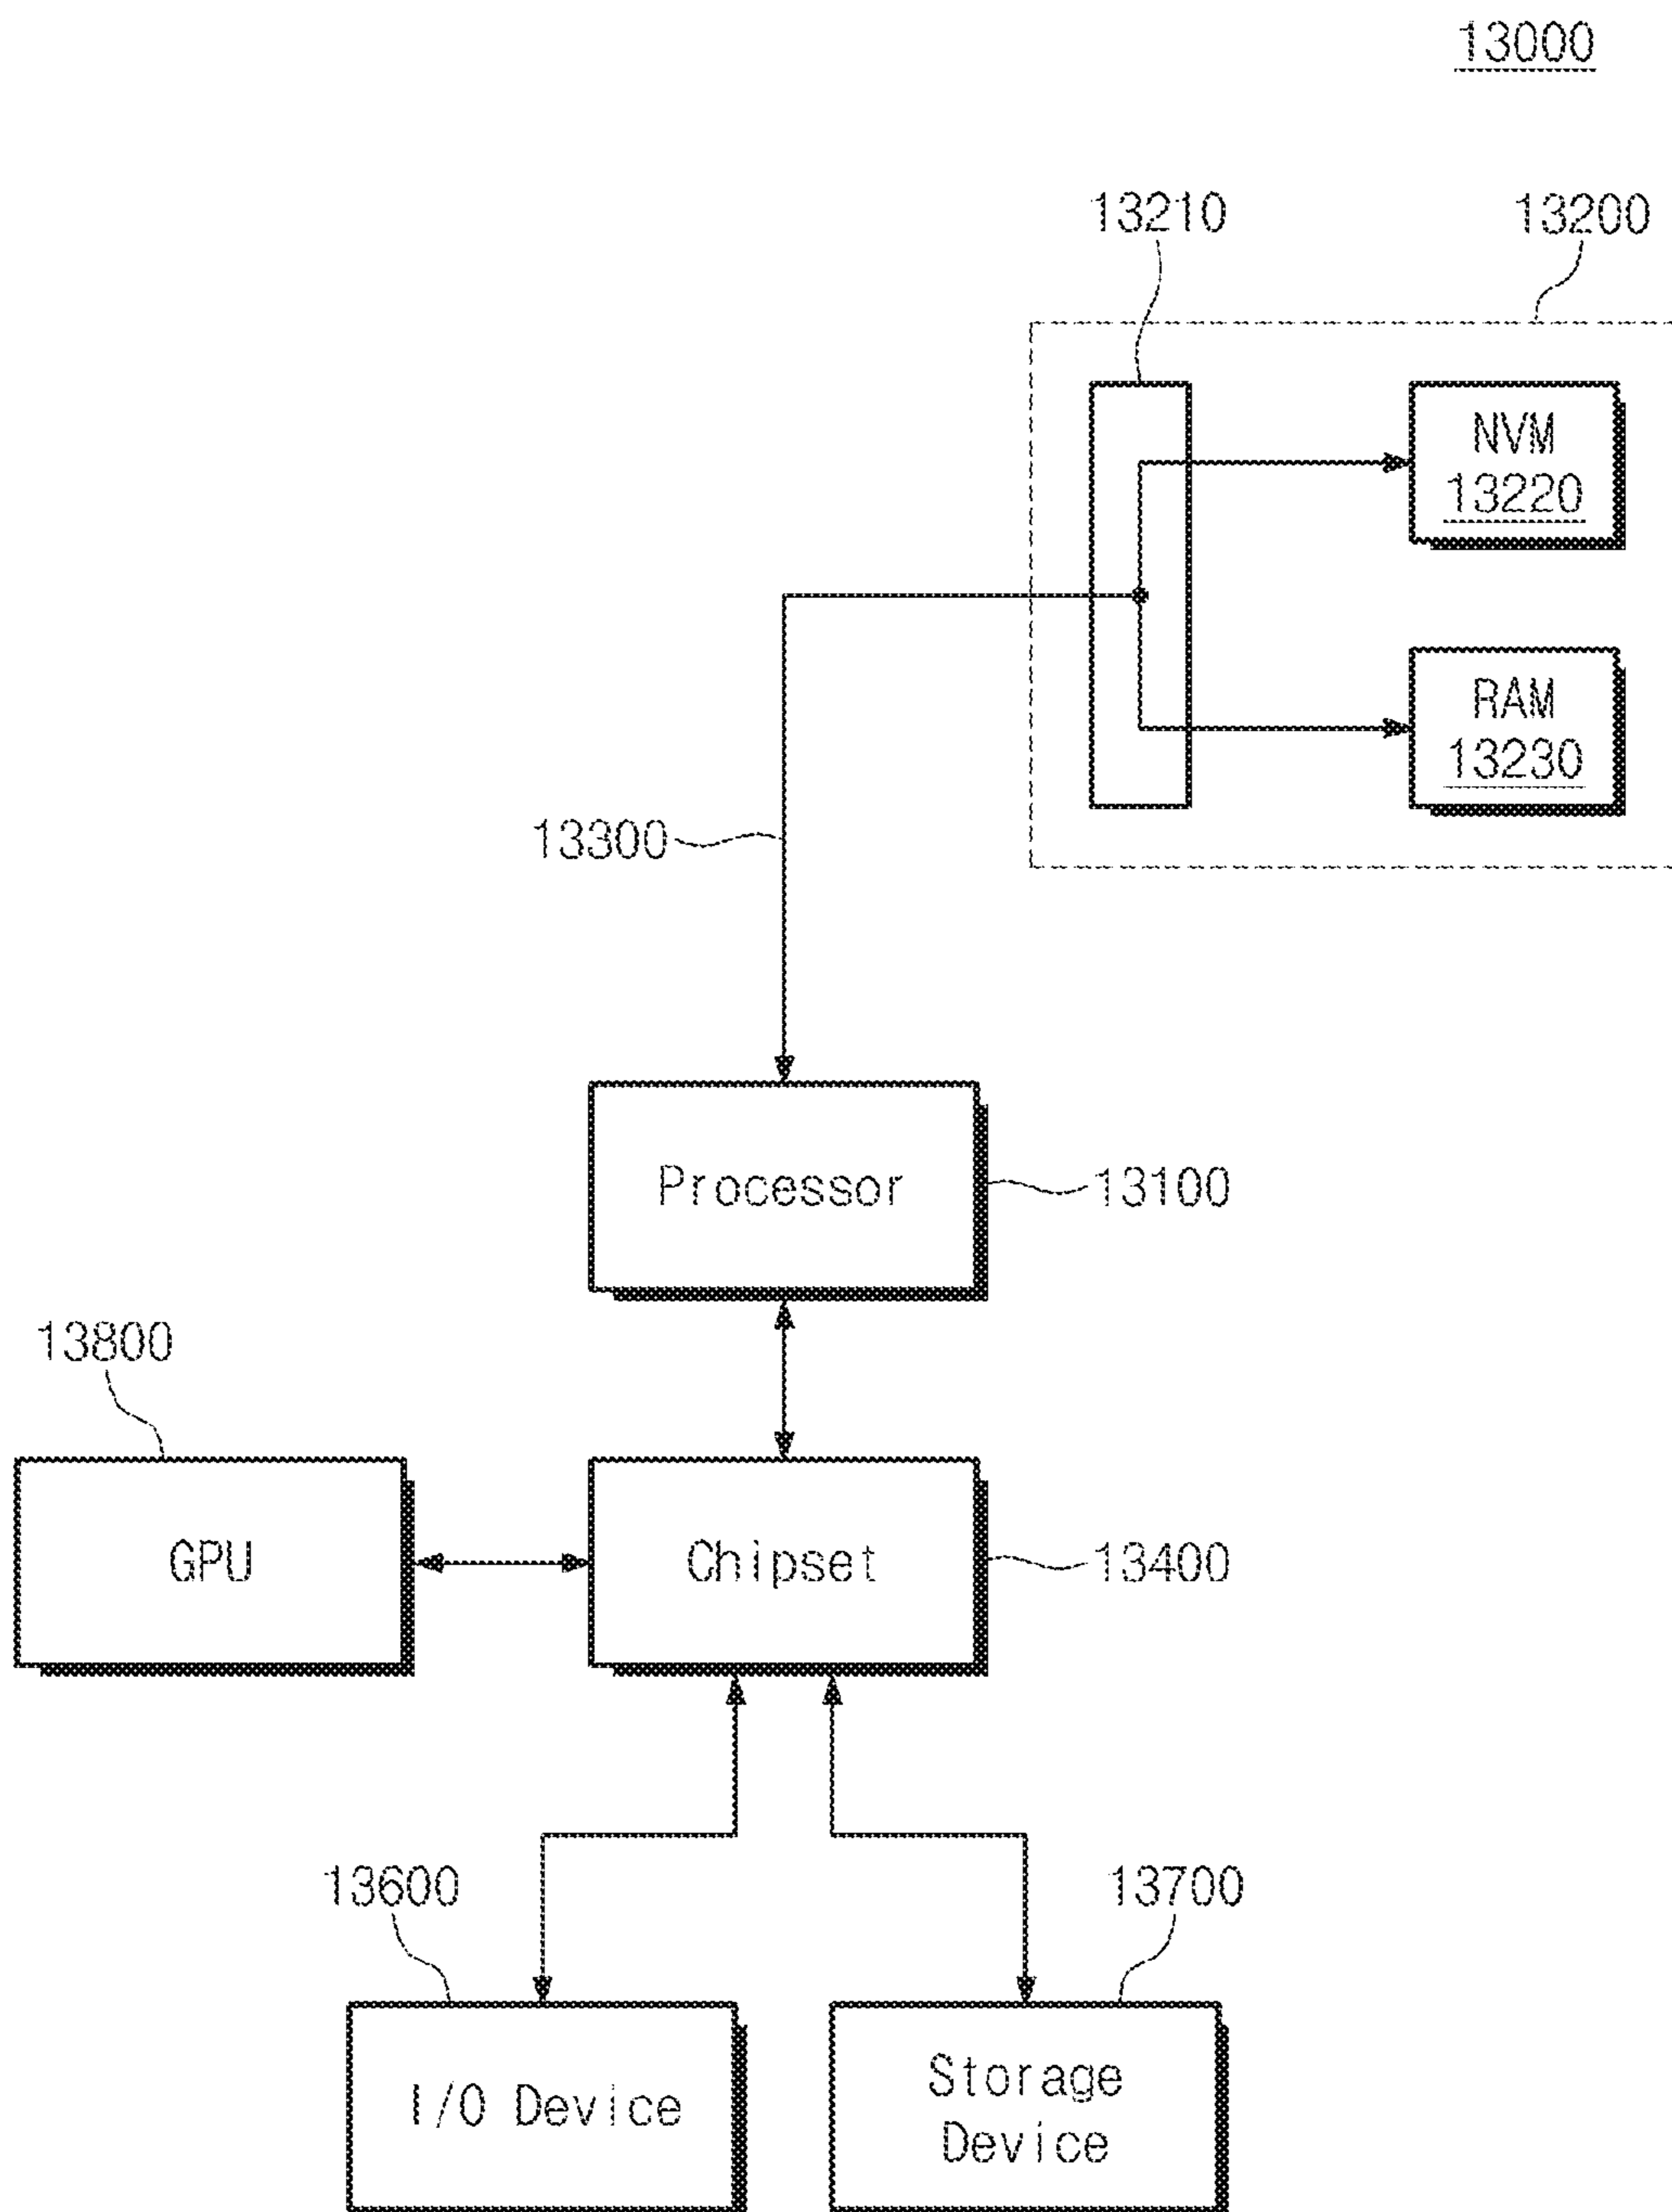 13000
13210
13200
NVM
13220
RAM
13230
13300
Processor
13100
13800
GPU
Chipset
13400
13600
13700
I/O Device
Storage
Device